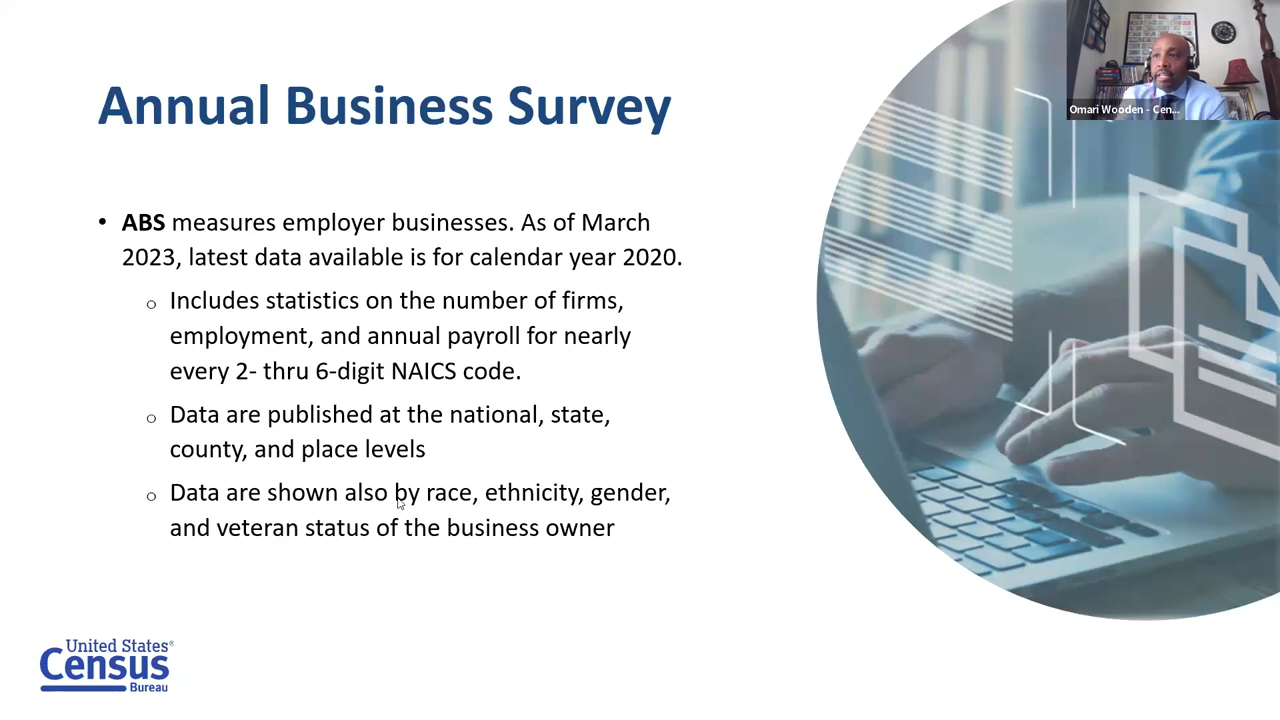 Annual Business Survey
Omari Wooden - Cen...
• ABS measures employer businesses. As of March
2023, latest data available is for calendar year 2020.
o Includes statistics on the number of firms,
employment, and annual payroll for nearly
every 2- thru 6-digit NAICS code.
o Data are published at the national, state,
county, and place levels
o Data are shown also by race, ethnicity, gender,
and veteran status of the business owner
United States®
Census
Bureau